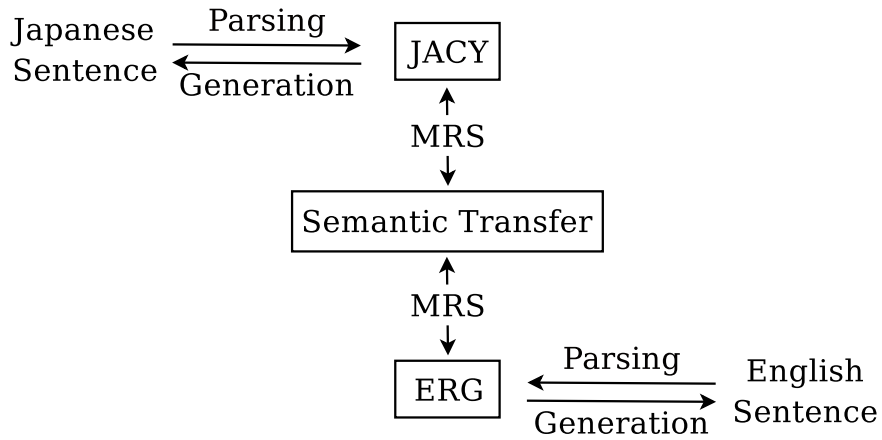 Japanese
Sentence
Parsing
Generation
JACY
MRS
Semantic Transfer
MRS
ERG
Parsing
Generation
English
Sentence